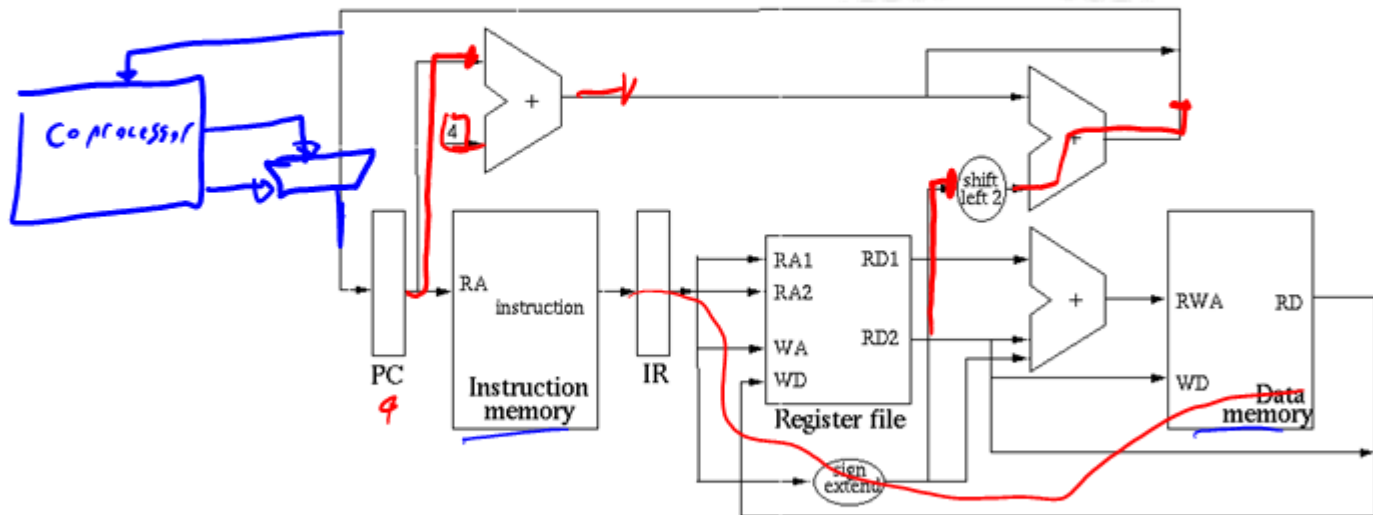 Coprocessor
+
4
+
shift
left 2
RA
instruction
RA1
RD1
RA2
WA
RD2
WD
+
RWA
RD
WD
PC
Instruction
memory
IR
Register file
Data
memory
sign
extend